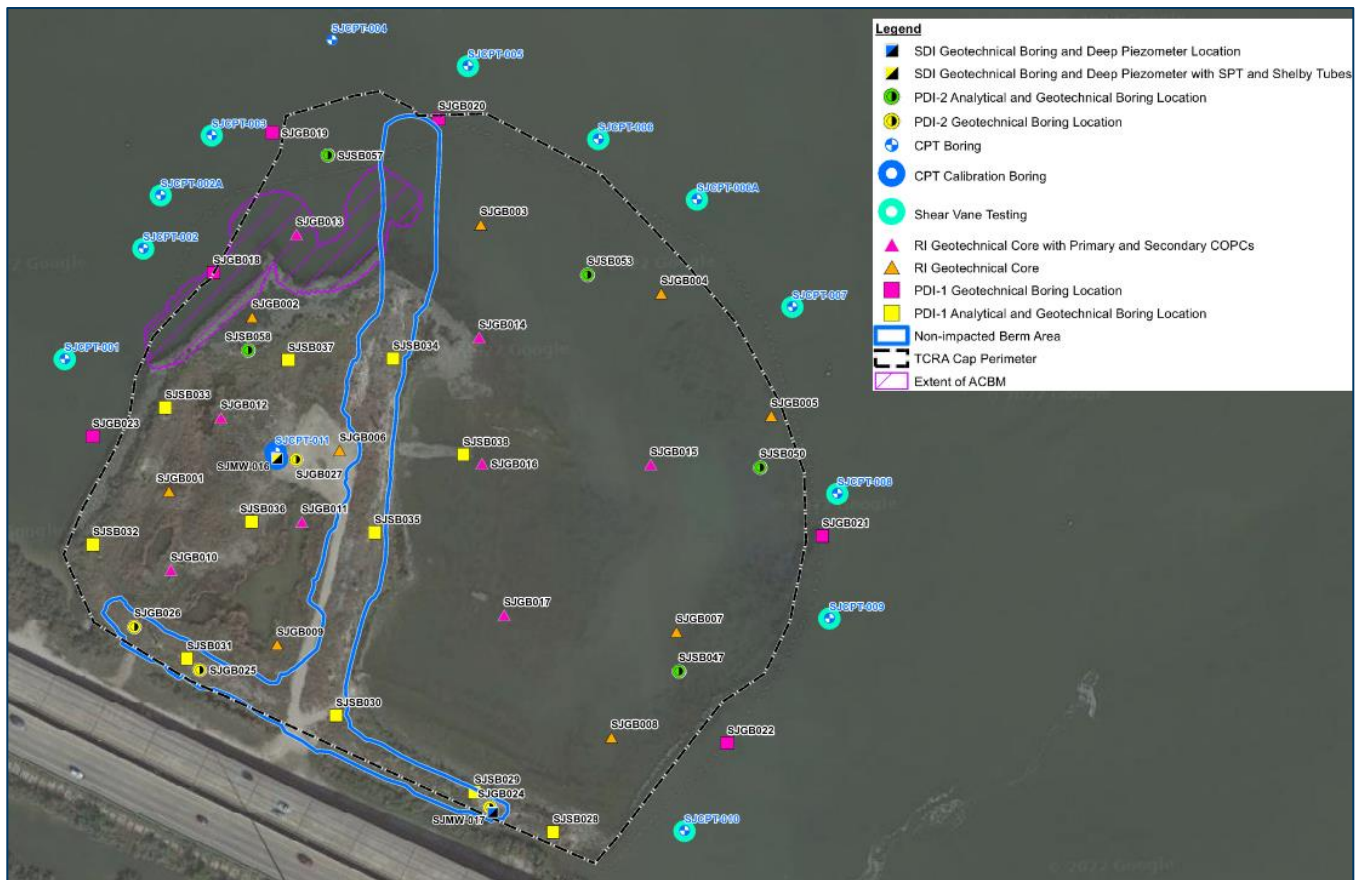 SJCPT-004
Legend
SDI Geotechnical Boring and Deep Piezometer Location
SDI Geotechnical Boring and Deep Piezometer with SPT and Shelby Tubes
PDI-2 Analytical and Geotechnical Boring Location
PDI-2 Geotechnical Boring Location
CPT Boring
CPT Calibration Boring
Shear Vane Testing
RI Geotechnical Core with Primary and Secondary COPCs
RI Geotechnical Core
PDI-1 Geotechnical Boring Location
PDI-1 Analytical and Geotechnical Boring Location
Non-impacted Berm Area
TCRA Cap Perimeter
Extent of ACBM
SJCPT-005
SJGB020
SJCPT-003
SJGB019
SJCPT-006
SJSB057
SJCPT-002A
SJCPT-006A
SJGB013
SJGB003
SJCPT-002
2 Google
SJGB018
SJSB053
2 Google
SJGB004
SJGB002
SJCPT-007
SJGB014
SJSB058
SJSB037
SJSB034
SJCPT-001
SJSB033
SJGB012
SJGB005
SJGB023
SJCPT-011
SJGB006
SJSB038
SJMW-016
SJGB016
SJGB015
SJSB050
SJGB027
SJGB001
SJCPT-008
SJSB036
SJGB011
SJSB035
SJGB021
SJSB032
SJGB010
SJGB017
SJCPT-009
SJGB026
SJGB009
SJGB007
SJSB031
SJGB025
SJSB047
SJSB030
SJGB008
SJGB022
SJSB029
SJGB024
SJMW-017
SJSB028
SJCPT-010
© 2022 Google